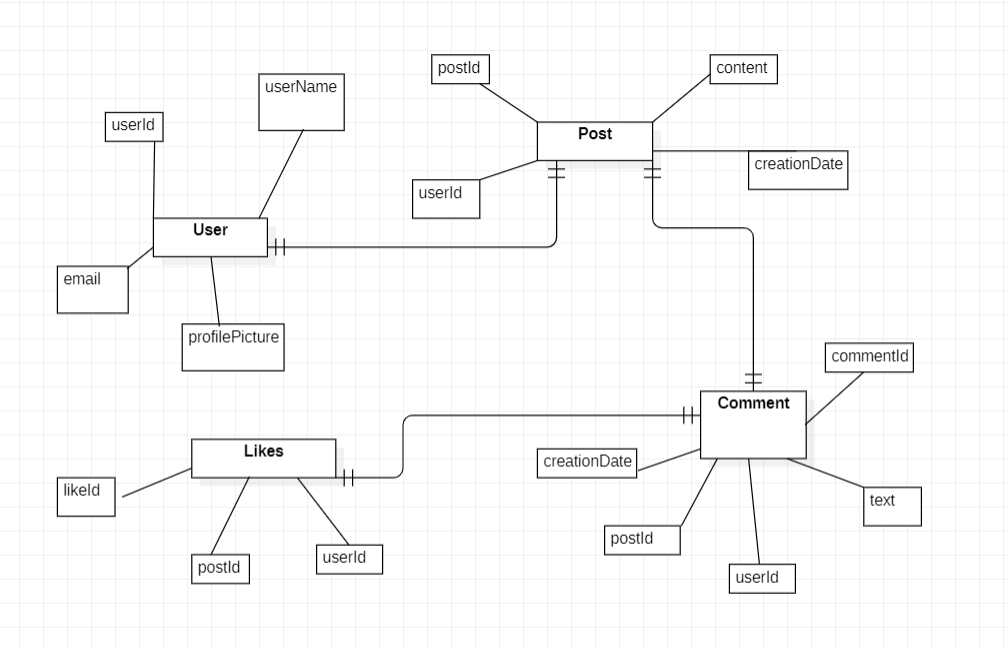 postId
content
userName
userId
Post
creationDate
userId
User
email
profilePicture
commentId
Comment
Likes
creationDate
likeId
text
postId
userId
postId
userId